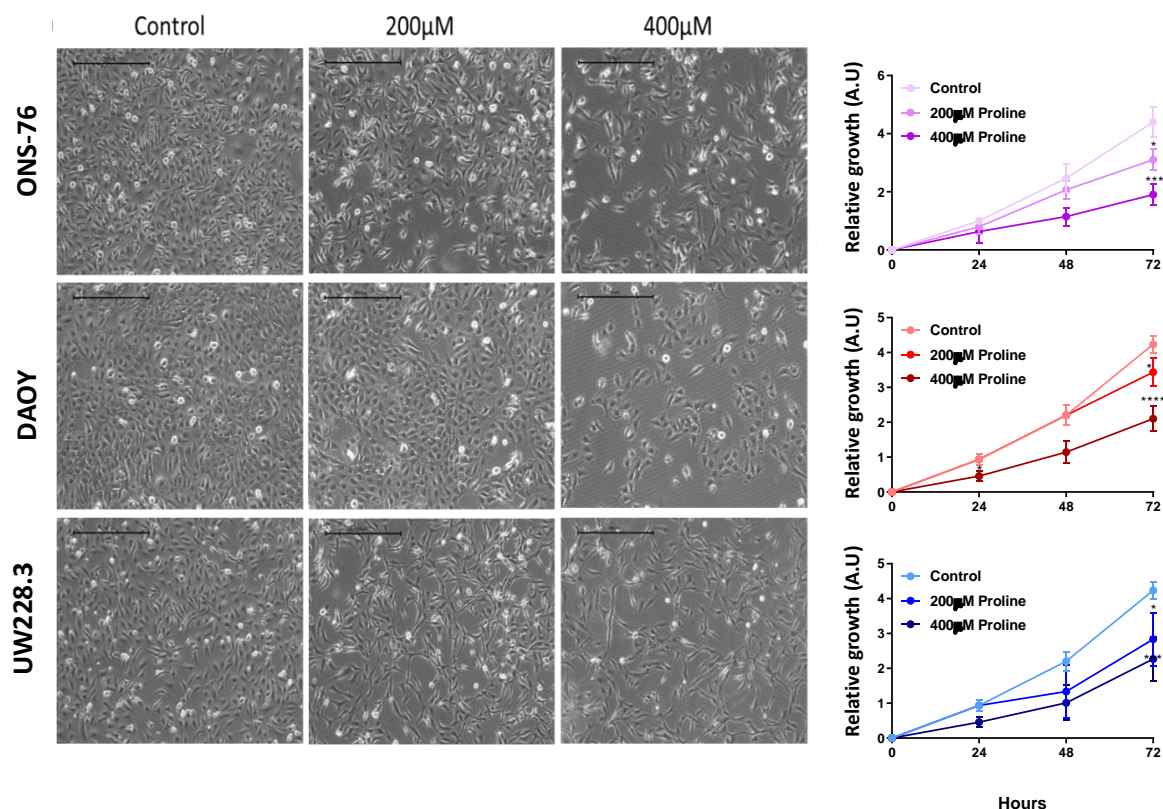 Control 200µM 400µM
ONS-76
DAOY
UW228.3
Relative growth (A.U)
6
4
2
0
Control
200µM Proline
400µM Proline
*
***
0 24 48 72
Relative growth (A.U)
5
4
3
2
1
0
Control
200µM Proline
400µM Proline
*
****
*
0 24 48 72
Relative growth (A.U)
5
4
3
2
1
0
Control
200µM Proline
400µM Proline
*
***
0 24 48 72
Hours